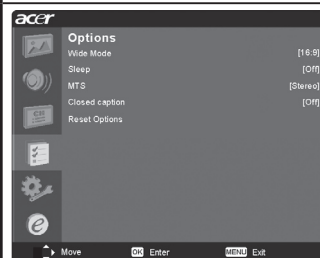 acer
Options
Wide Mode [16:9]
Sleep [Off]
MTS [Stereo]
Closed caption [Off]
Reset Options
Move OK Enter MENU Exit